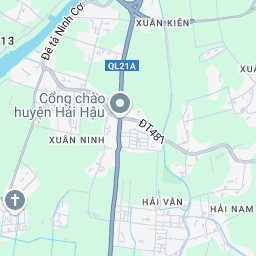 Đê tả Ninh Cơ
XUÂN KIÊN
13
QL21A
Cổng chào
huyện Hải Hậu
ĐT481
XUÂN NINH
HẢI VÂN
HẢI NAM